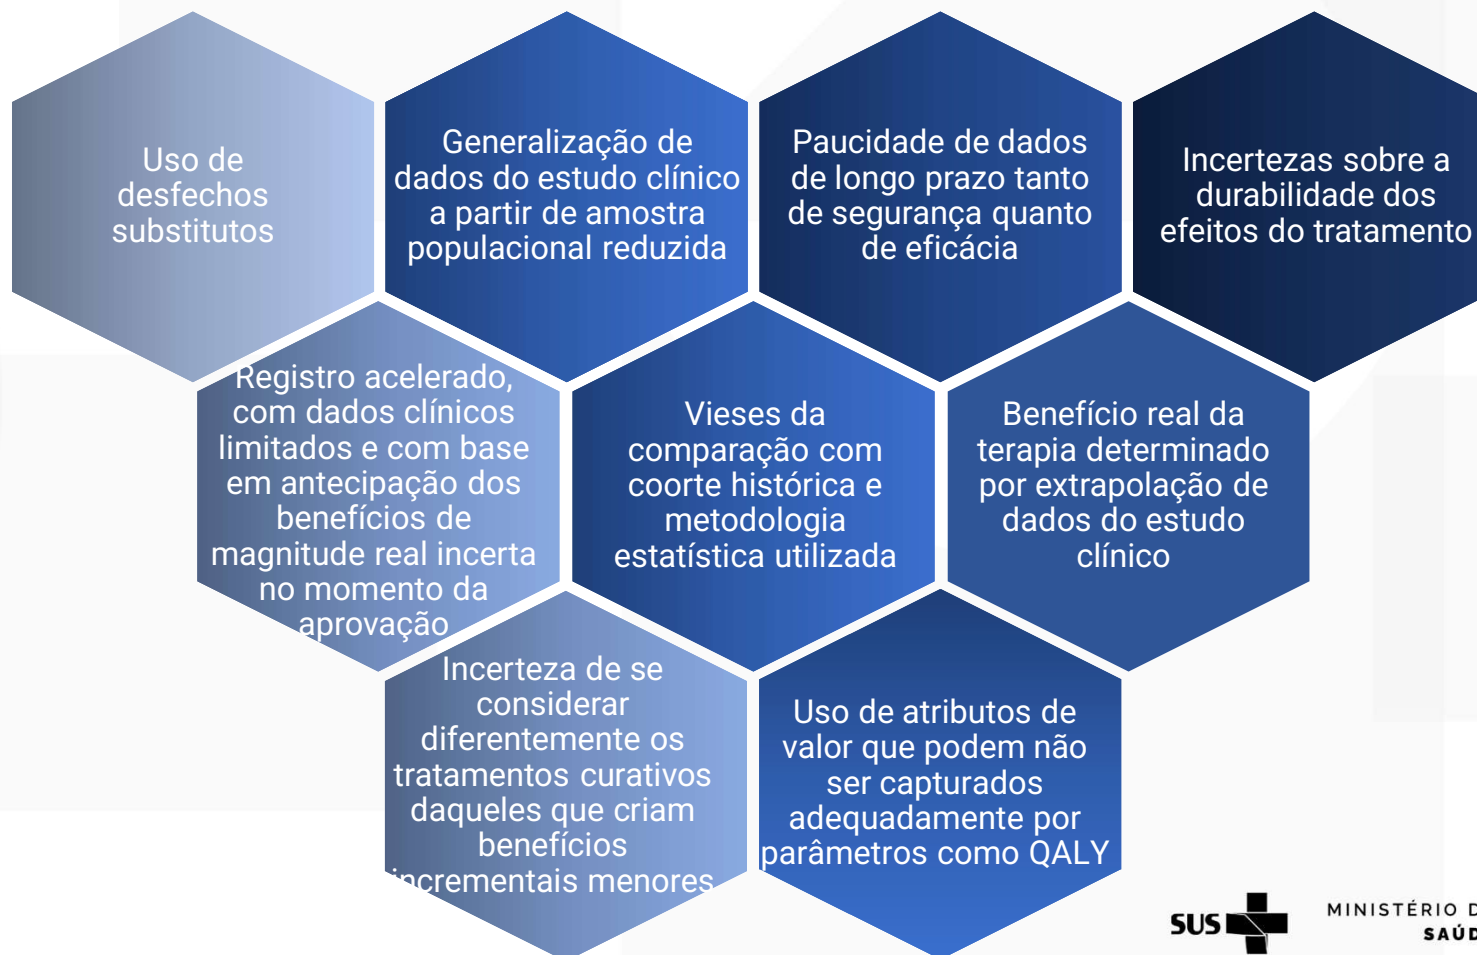 Uso de
desfechos
substitutos
Generalização de
dados do estudo clínico
a partir de amostra
populacional reduzida
Paucidade de dados
de longo prazo tanto
de segurança quanto
de eficácia
Incertezas sobre a
durabilidade dos
efeitos do tratamento
Registro acelerado,
com dados clínicos
limitados e com base
em antecipação dos
benefícios de
magnitude real incerta
no momento da
aprovação
Vieses da
comparação com
coorte histórica e
metodologia
estatística utilizada
Benefício real da
terapia determinado
por extrapolação de
dados do estudo
clínico
Incerteza de se
considerar
diferentemente os
tratamentos curativos
daqueles que criam
benefícios
incrementais menores
Uso de atributos de
valor que podem não
ser capturados
adequadamente por
parâmetros como QALY
SUS
MINISTÉRIO D
SAÚD